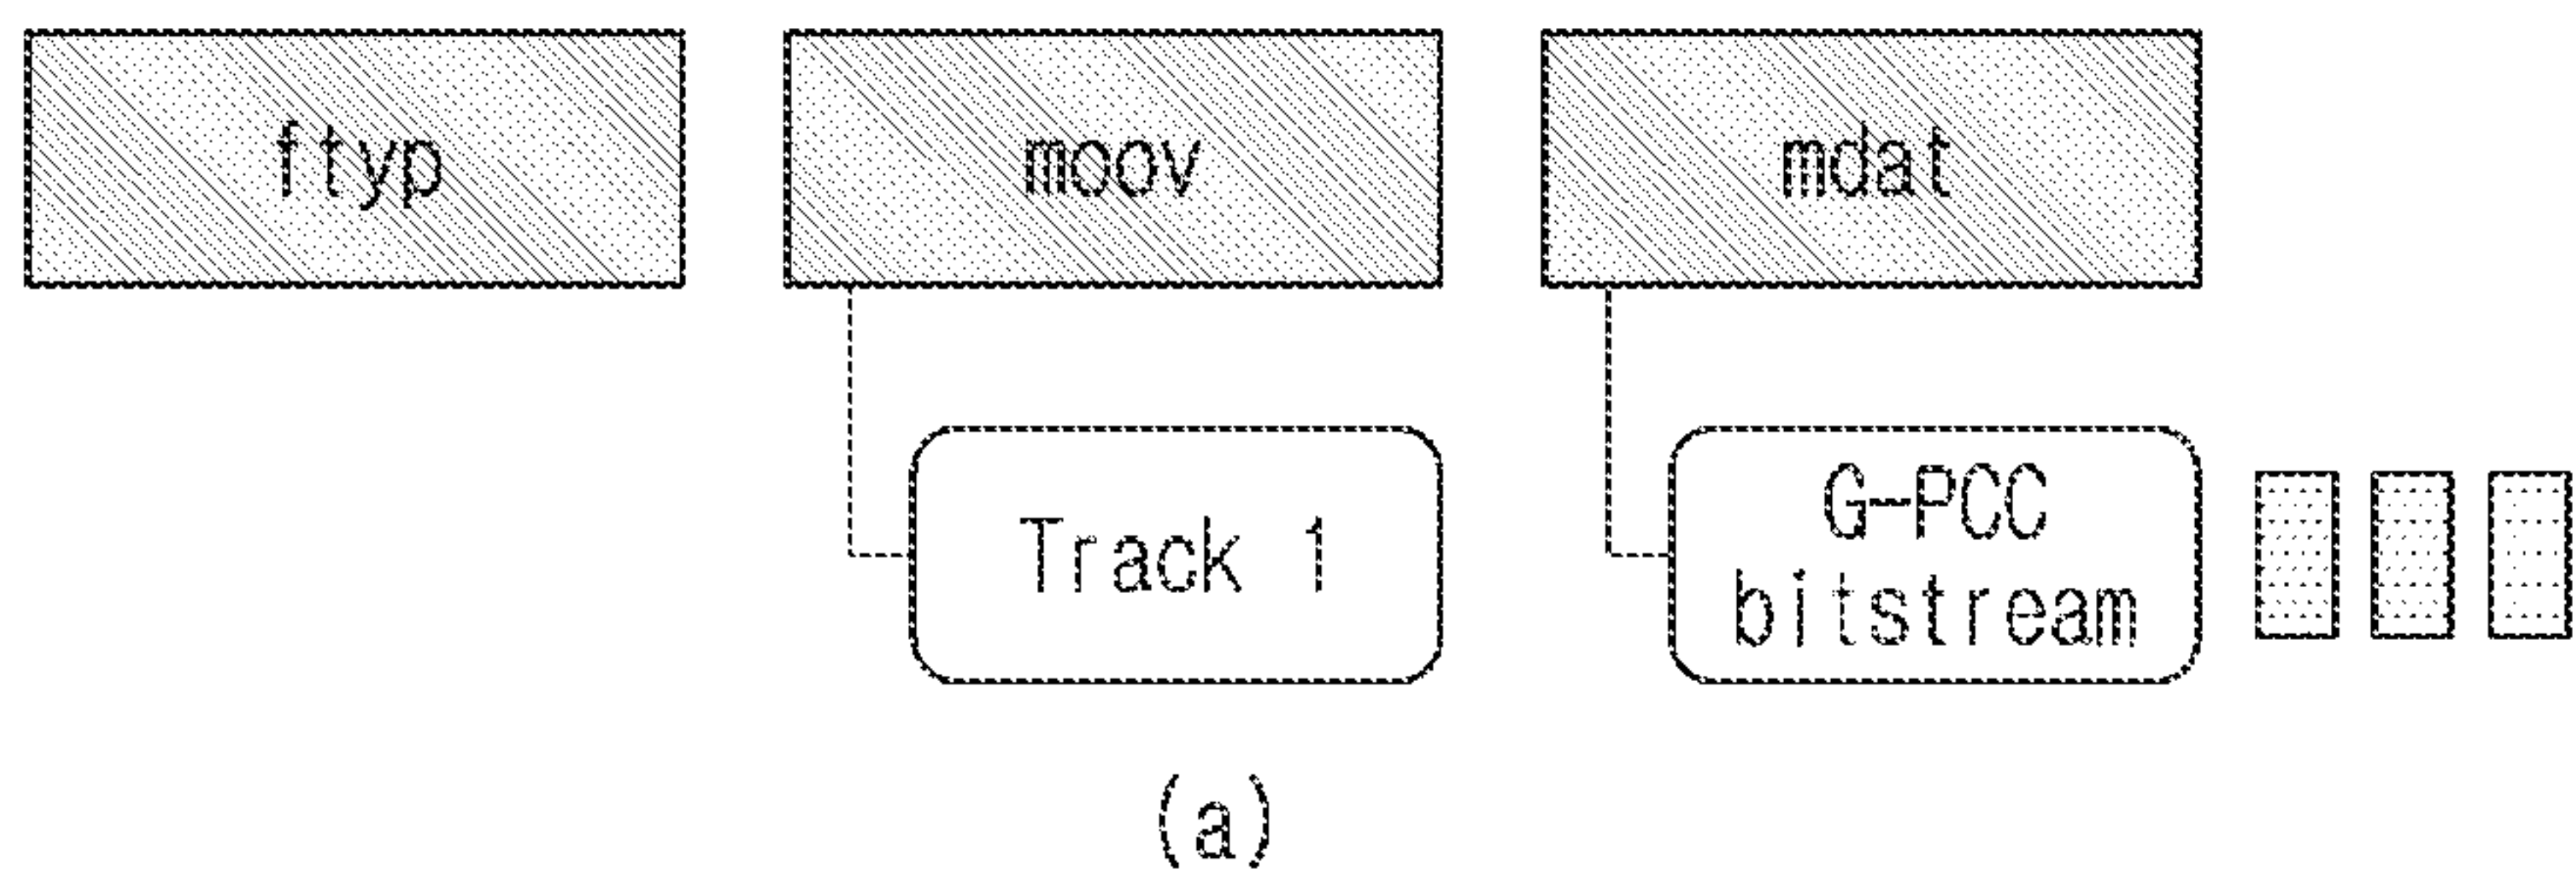 ftyp moov mdat
Track 1
G-PCC
bitstream
(a)